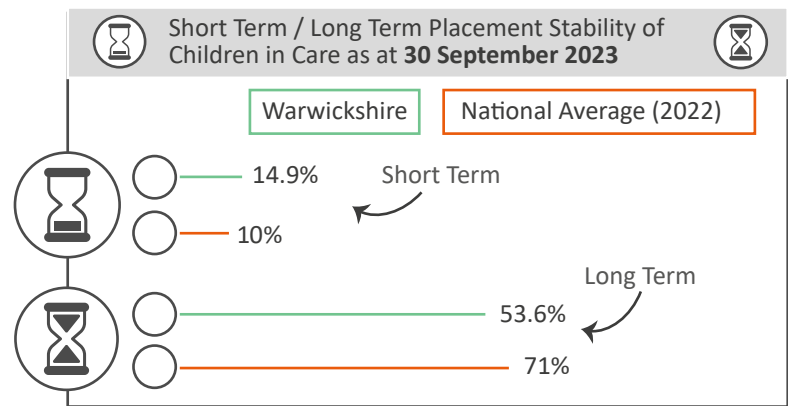 Short Term / Long Term Placement Stability of
Children in Care as at 30 September 2023
Warwickshire
National Average (2022)
14.9%
Short Term
10%
Long Term
53.6%
71%